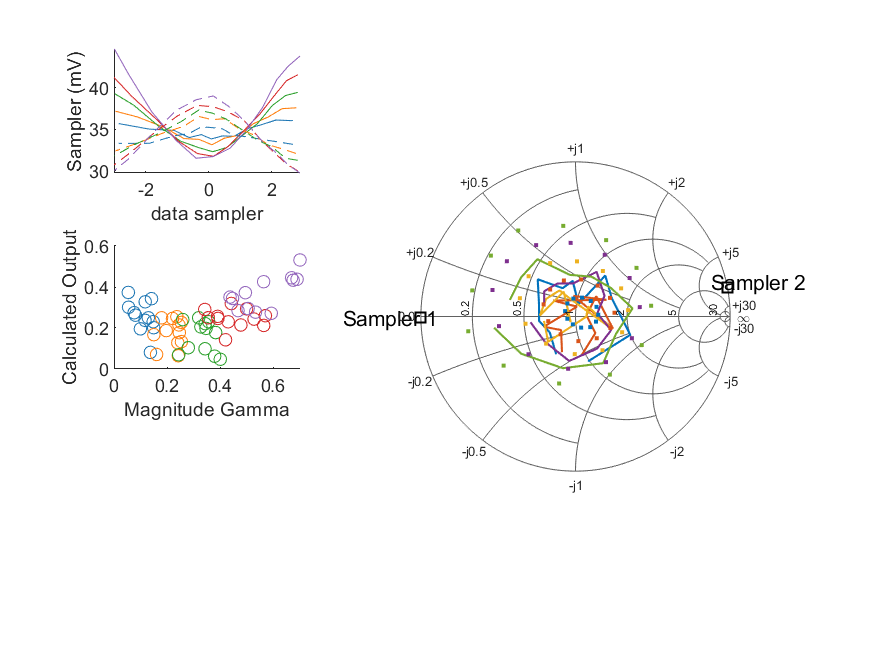 Sampler (mV)
40
35
30
-2 0 2
data sampler
Calculated Output
0.6
0.4
0.2
0
0 0.2 0.4 0.6
Magnitude Gamma
+j1
+j0.5
+j2
+j0.2
+j5
Sampler 2
+j30
Sampler 1
0.2
0.5
1
2
5
30
∞
-j30
-j0.2
-j5
-j0.5
-j2
-j1